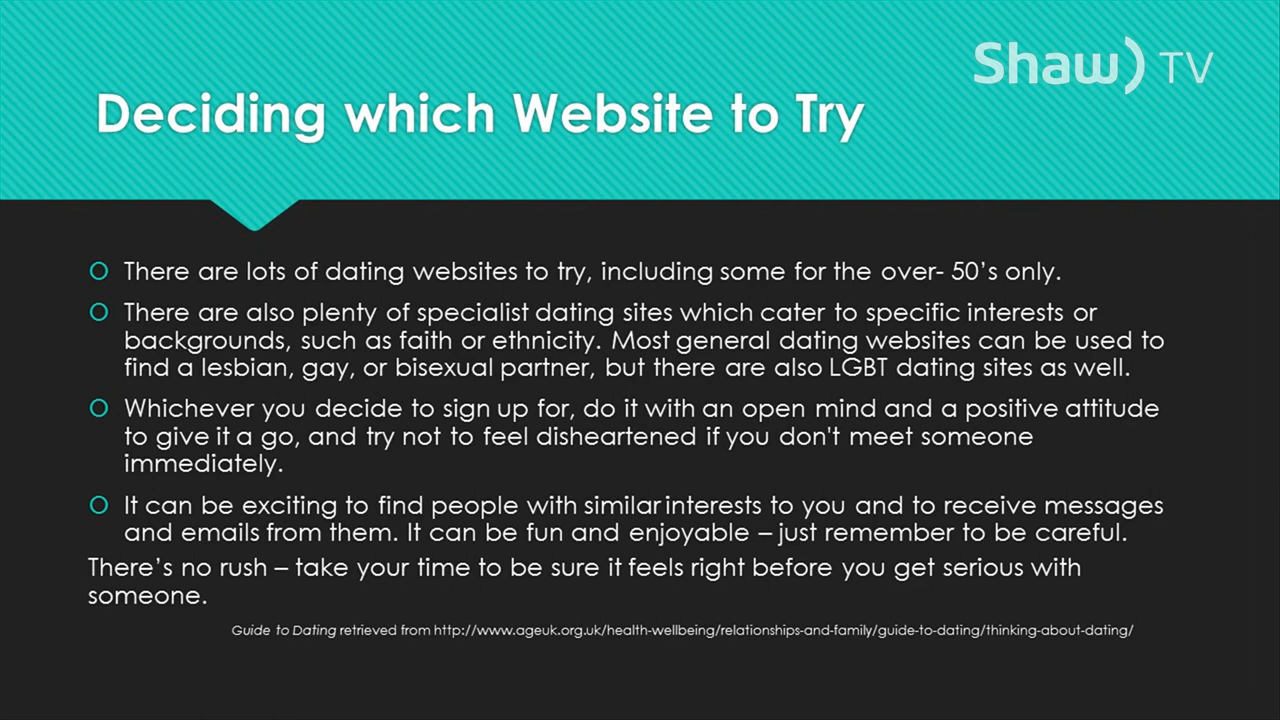 Shaw) TV
Deciding which Website to Try
There are lots of dating websites to try, including some for the over- 50's only.
There are also plenty of specialist dating sites which cater to specific interests or
backgrounds, such as faith or ethnicity. Most general dating websites can be used to
find a lesbian, gay, or bisexual partner, but there are also LGBT dating sites as well.
Whichever you decide to sign up for, do it with an open mind and a positive attitude
to give it a go, and try not to feel disheartened if you don't meet someone
immediately.
It can be exciting to find people with similar interests to you and to receive messages
and emails from them. It can be fun and enjoyable – just remember to be careful.
There's no rush – take your time to be sure it feels right before you get serious with
someone.
Guide to Dating retrieved from http://www.ageuk.org.uk/health-wellbeing/relationships-and-family/guide-to-dating/thinking-about-dating/